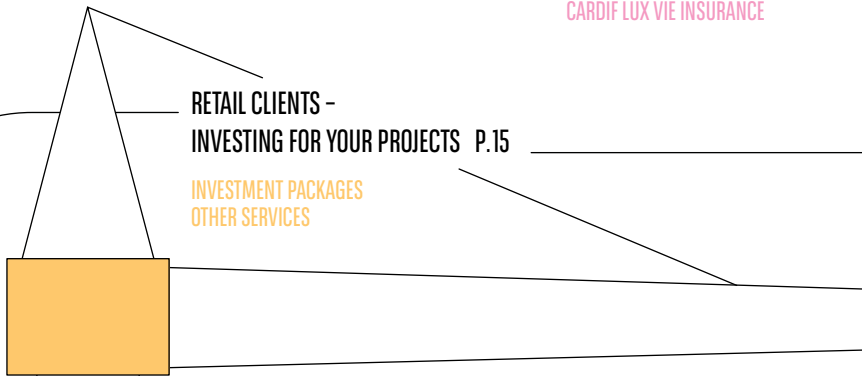 CARDIF LUX VIE INSURANCE
RETAIL CLIENTS –
INVESTING FOR YOUR PROJECTS P.15
INVESTMENT PACKAGES
OTHER SERVICES